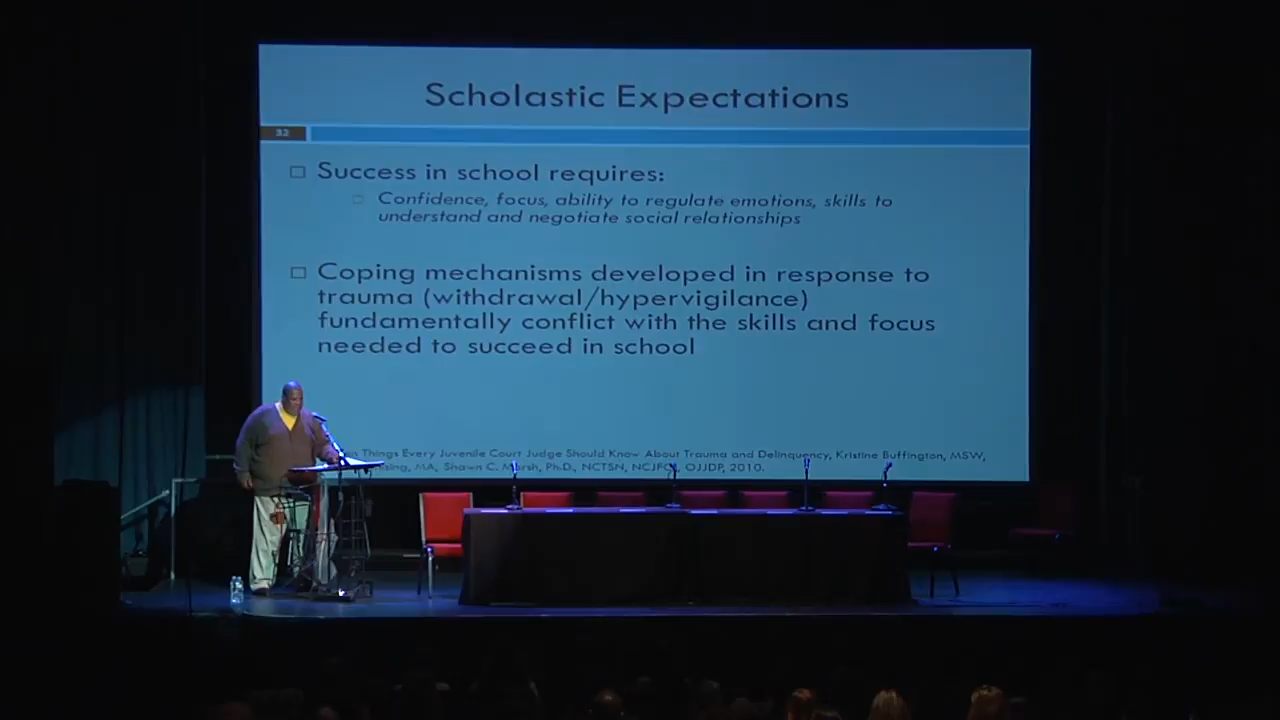 Scholastic Expectations
32
Success in school requires:
Confidence, focus, ability to regulate emotions, skills to
understand and negotiate social relationships
Coping mechanisms developed in response to
trauma (withdrawal/hypervigilance)
fundamentally conflict with the skills and focus
needed to succeed in school
Things Every Juvenile Court Judge Should Know About Trauma and Delinquency, Kristine Buffington, MSW,
MA, Shawn C. Marsh, Ph.D., NCTSN, NCJFCJ, OJJDP, 2010.